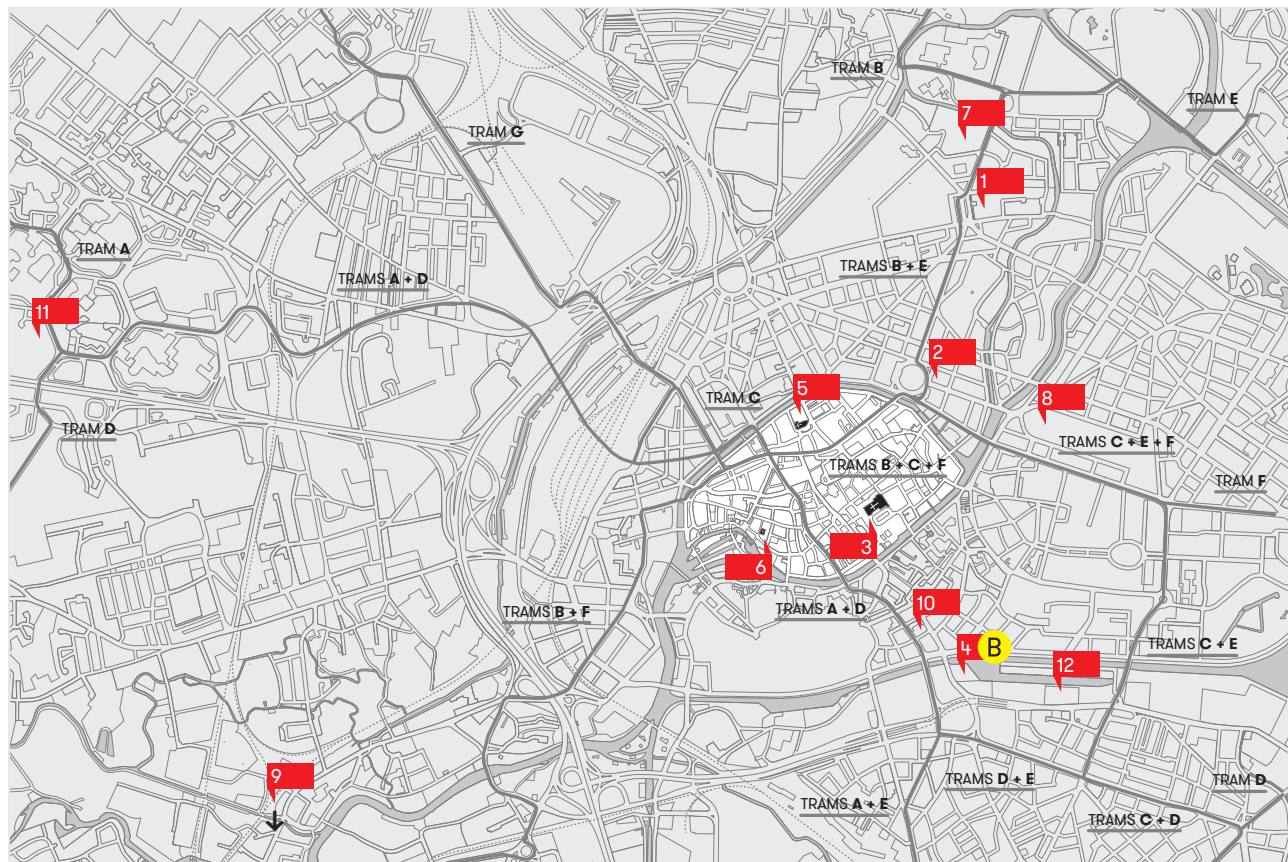 TRAM B
TRAM E
7
TRAM G
1
TRAM A
TRAMS A + D
TRAMS B + E
11
2
5
8
TRAM C
TRAM D
TRAMS C + E + F
TRAMS B + C + F
TRAM F
3
6
10
TRAMS B + F
TRAMS A + D
4
B
TRAMS C + E
12
9
TRAMS D + E
TRAM D
TRAMS A + E
TRAMS C + D